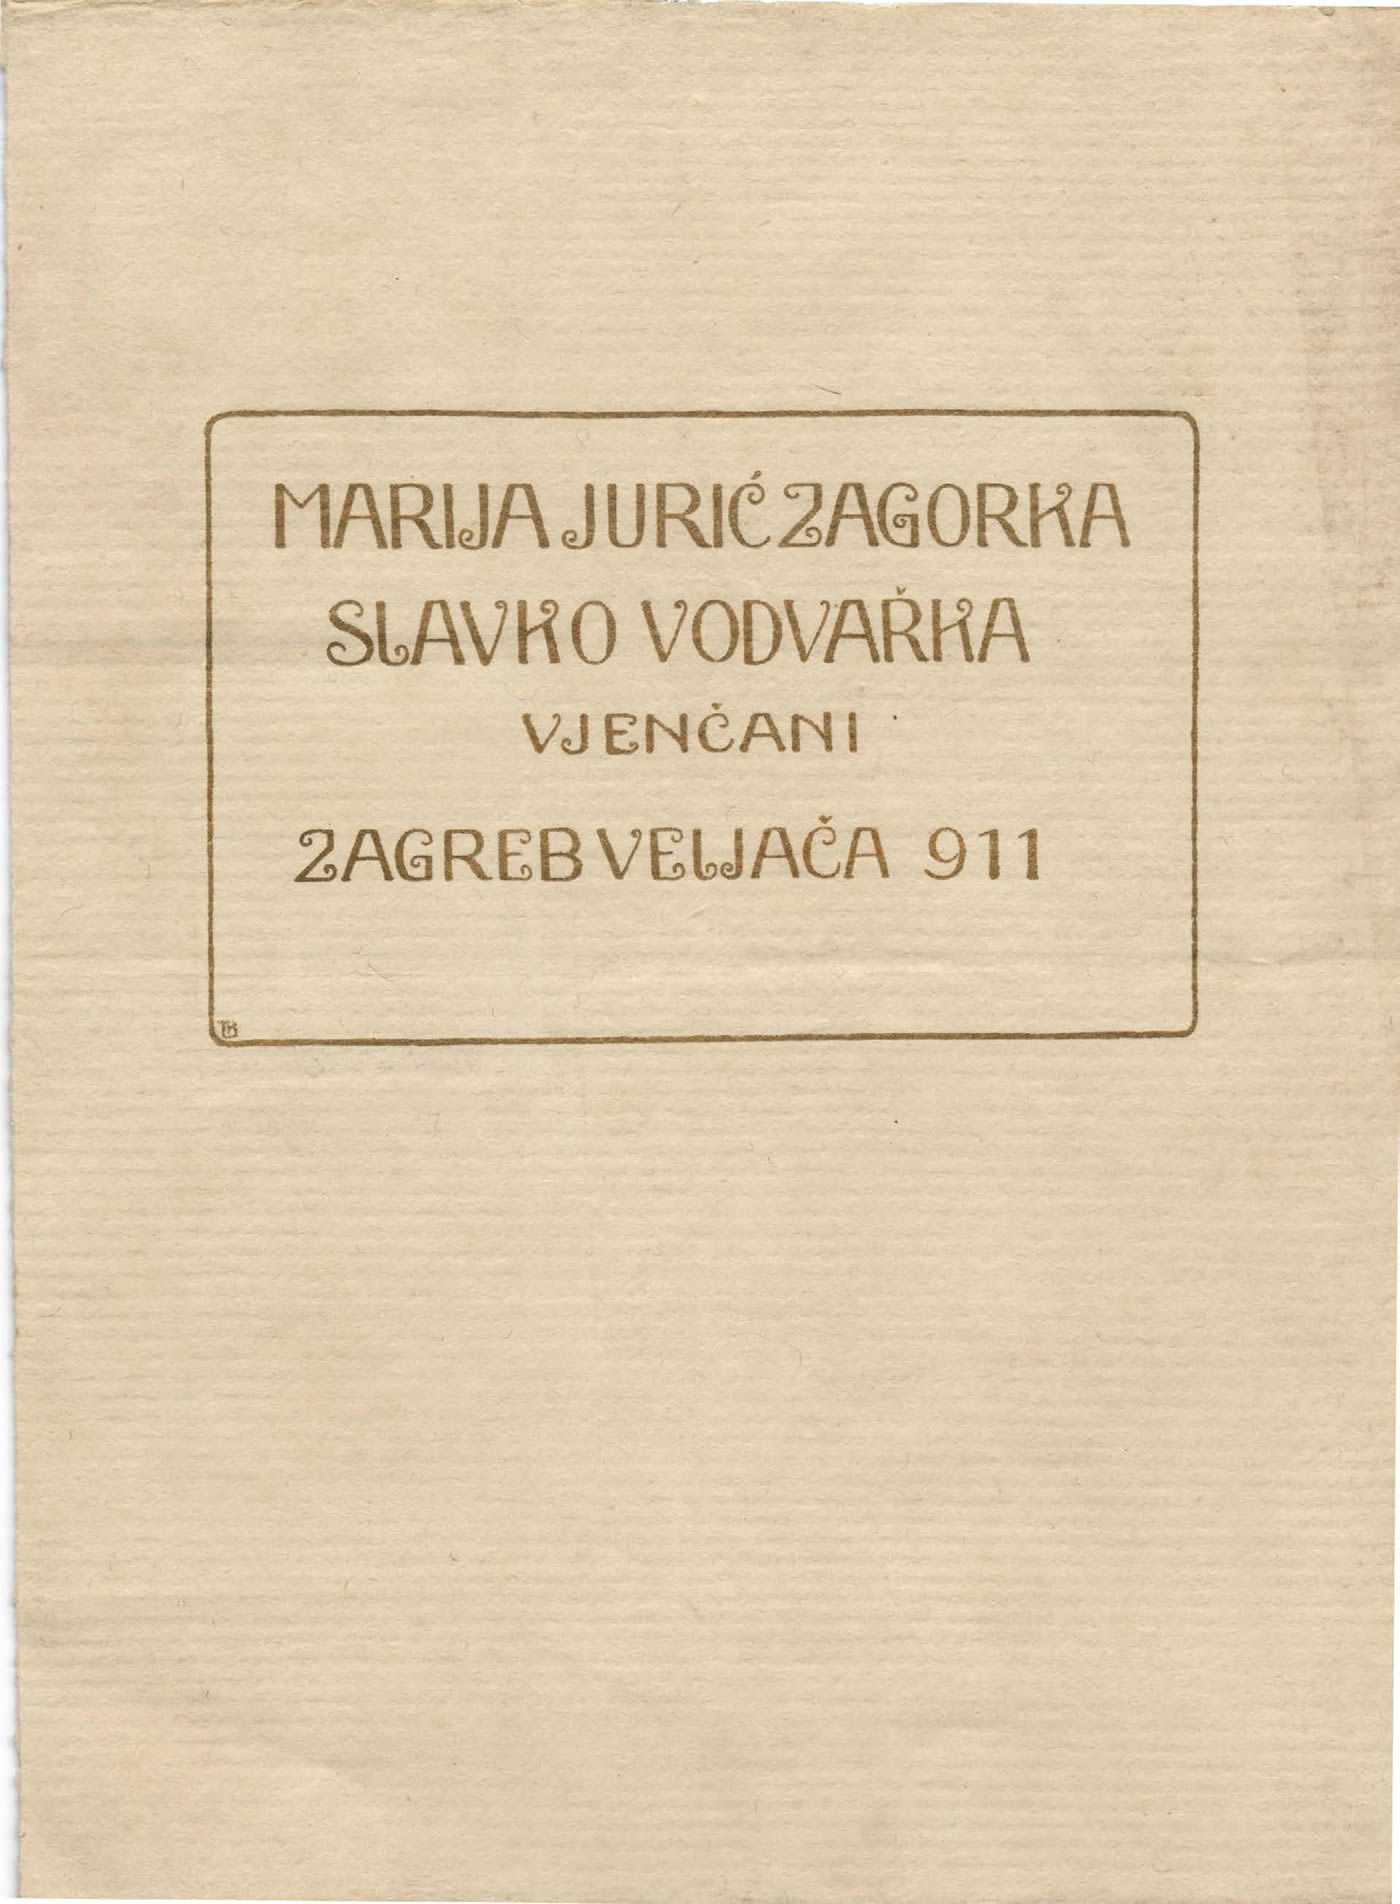 MARIJA JURIĆ ZAGORKA
SLAVKO VODVAŘKA
VJENČANI
ZAGREB VELJAČA 911